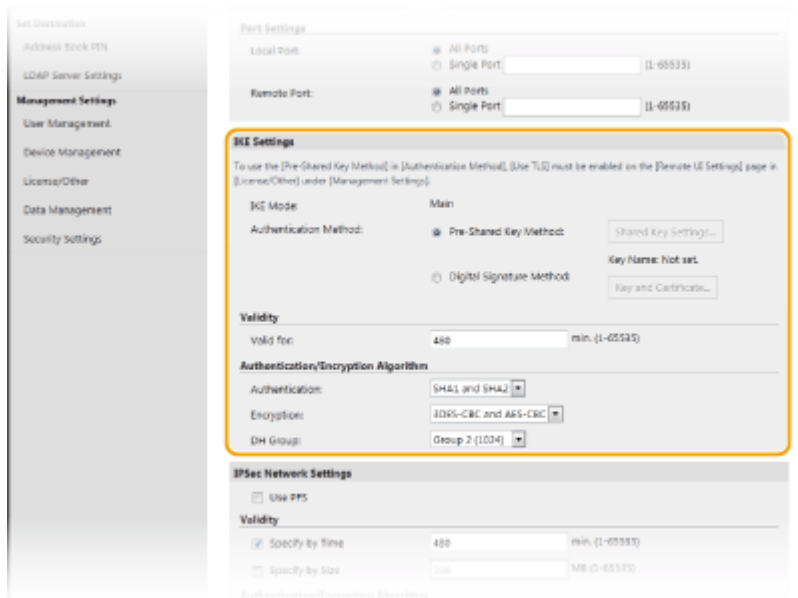 Set Destination
Address Book PIN
LDAP Server Settings
Management Settings
User Management
Device Management
License/Other
Data Management
Security Settings
Port Settings
Local Port:
All Ports
Single Port
(1-65535)
Remote Port:
All Ports
Single Port
(1-65535)
IKE Settings
To use the [Pre-Shared Key Method] in [Authentication Method], [Use TLS] must be enabled on the [Remote UI Settings] page in
[License/Other] under [Management Settings].
IKE Mode: Main
Authentication Method: Pre-Shared Key Method: Shared Key Settings...
Key Name: Not set.
Digital Signature Method: Key and Certificate...
Validity
Valid for: 480 min. (1-65535)
Authentication/Encryption Algorithm
Authentication: SHA1 and SHA2
Encryption: 3DES-CBC and AES-CBC
DH Group: Group 2 (1024)
IPSec Network Settings
Use PFS
Validity
Specify by Time 480 min. (1-65535)
Specify by Size MB (1-65535)
Authentication/Encryption Algorithm